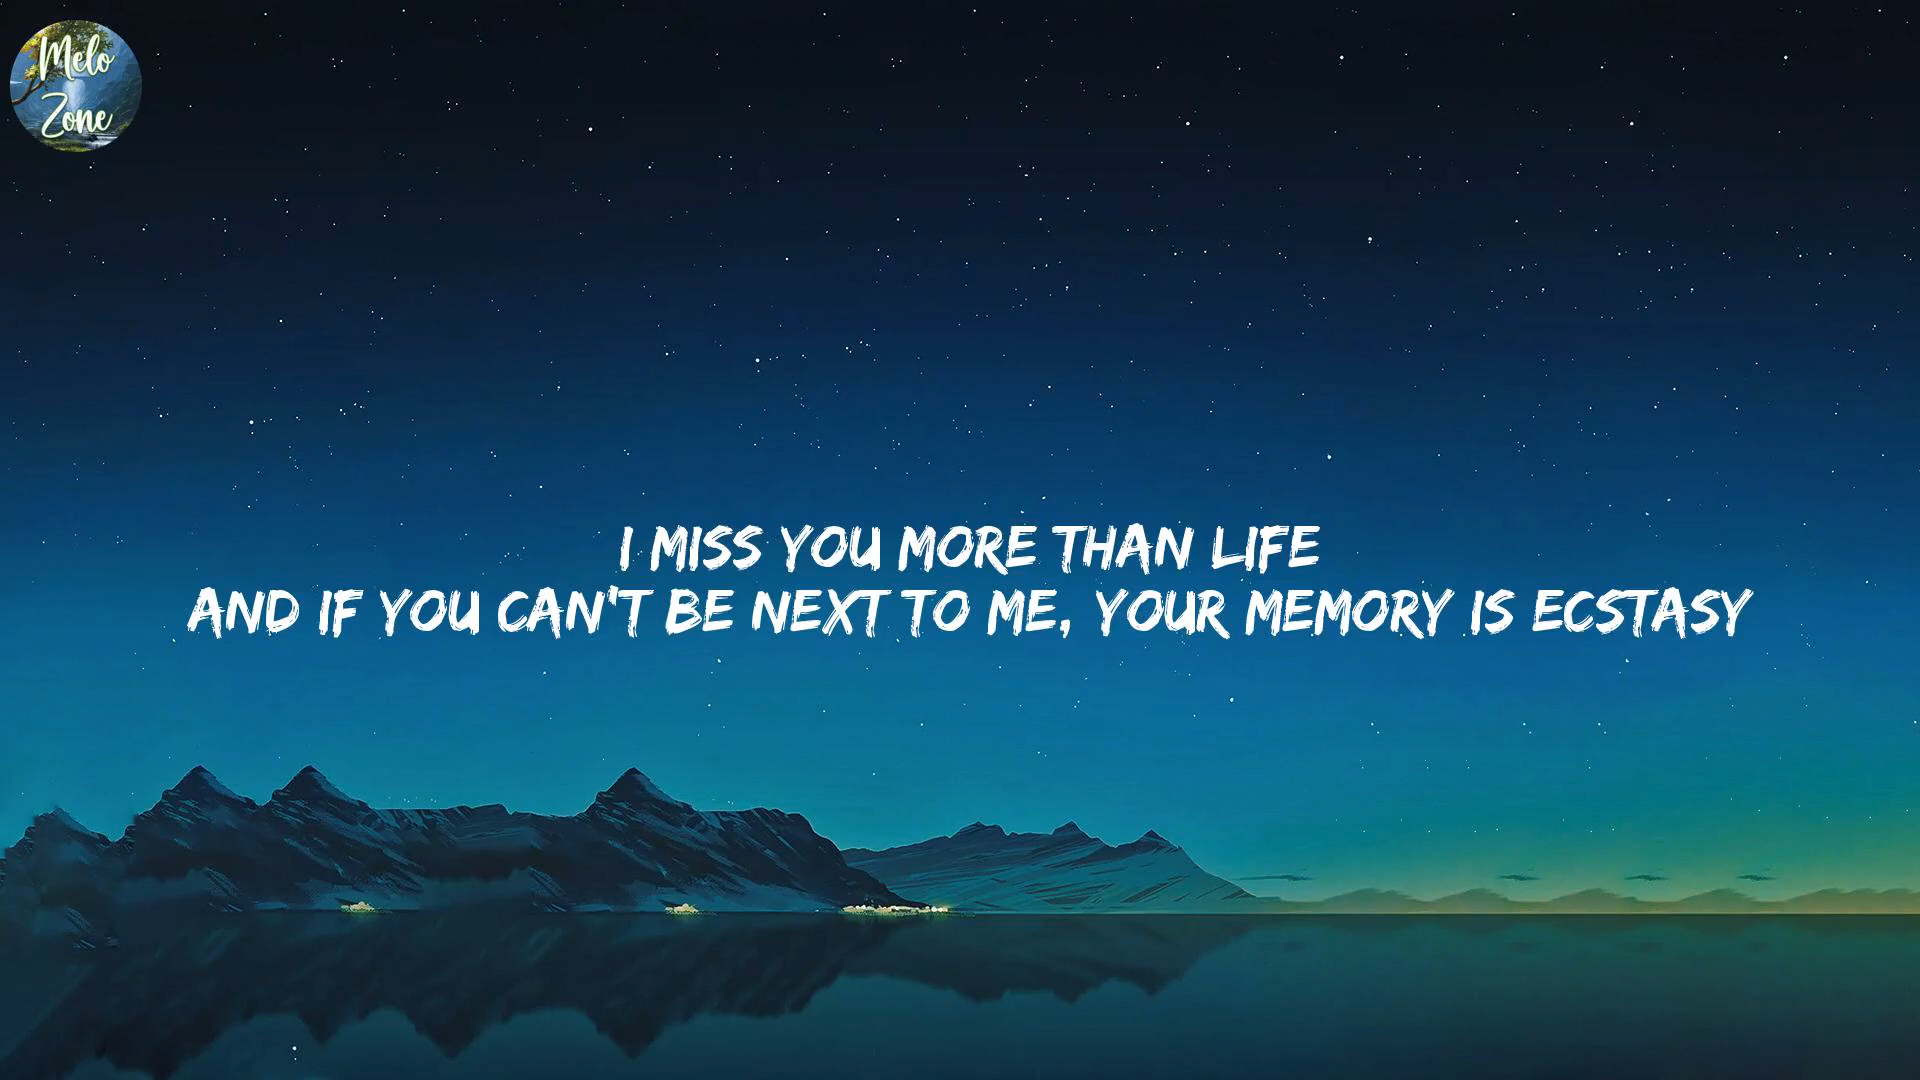 Melo
Zone
I MISS YOU MORE THAN LIFE
AND IF YOU CAN'T BE NEXT TO ME, YOUR MEMORY IS ECSTASY